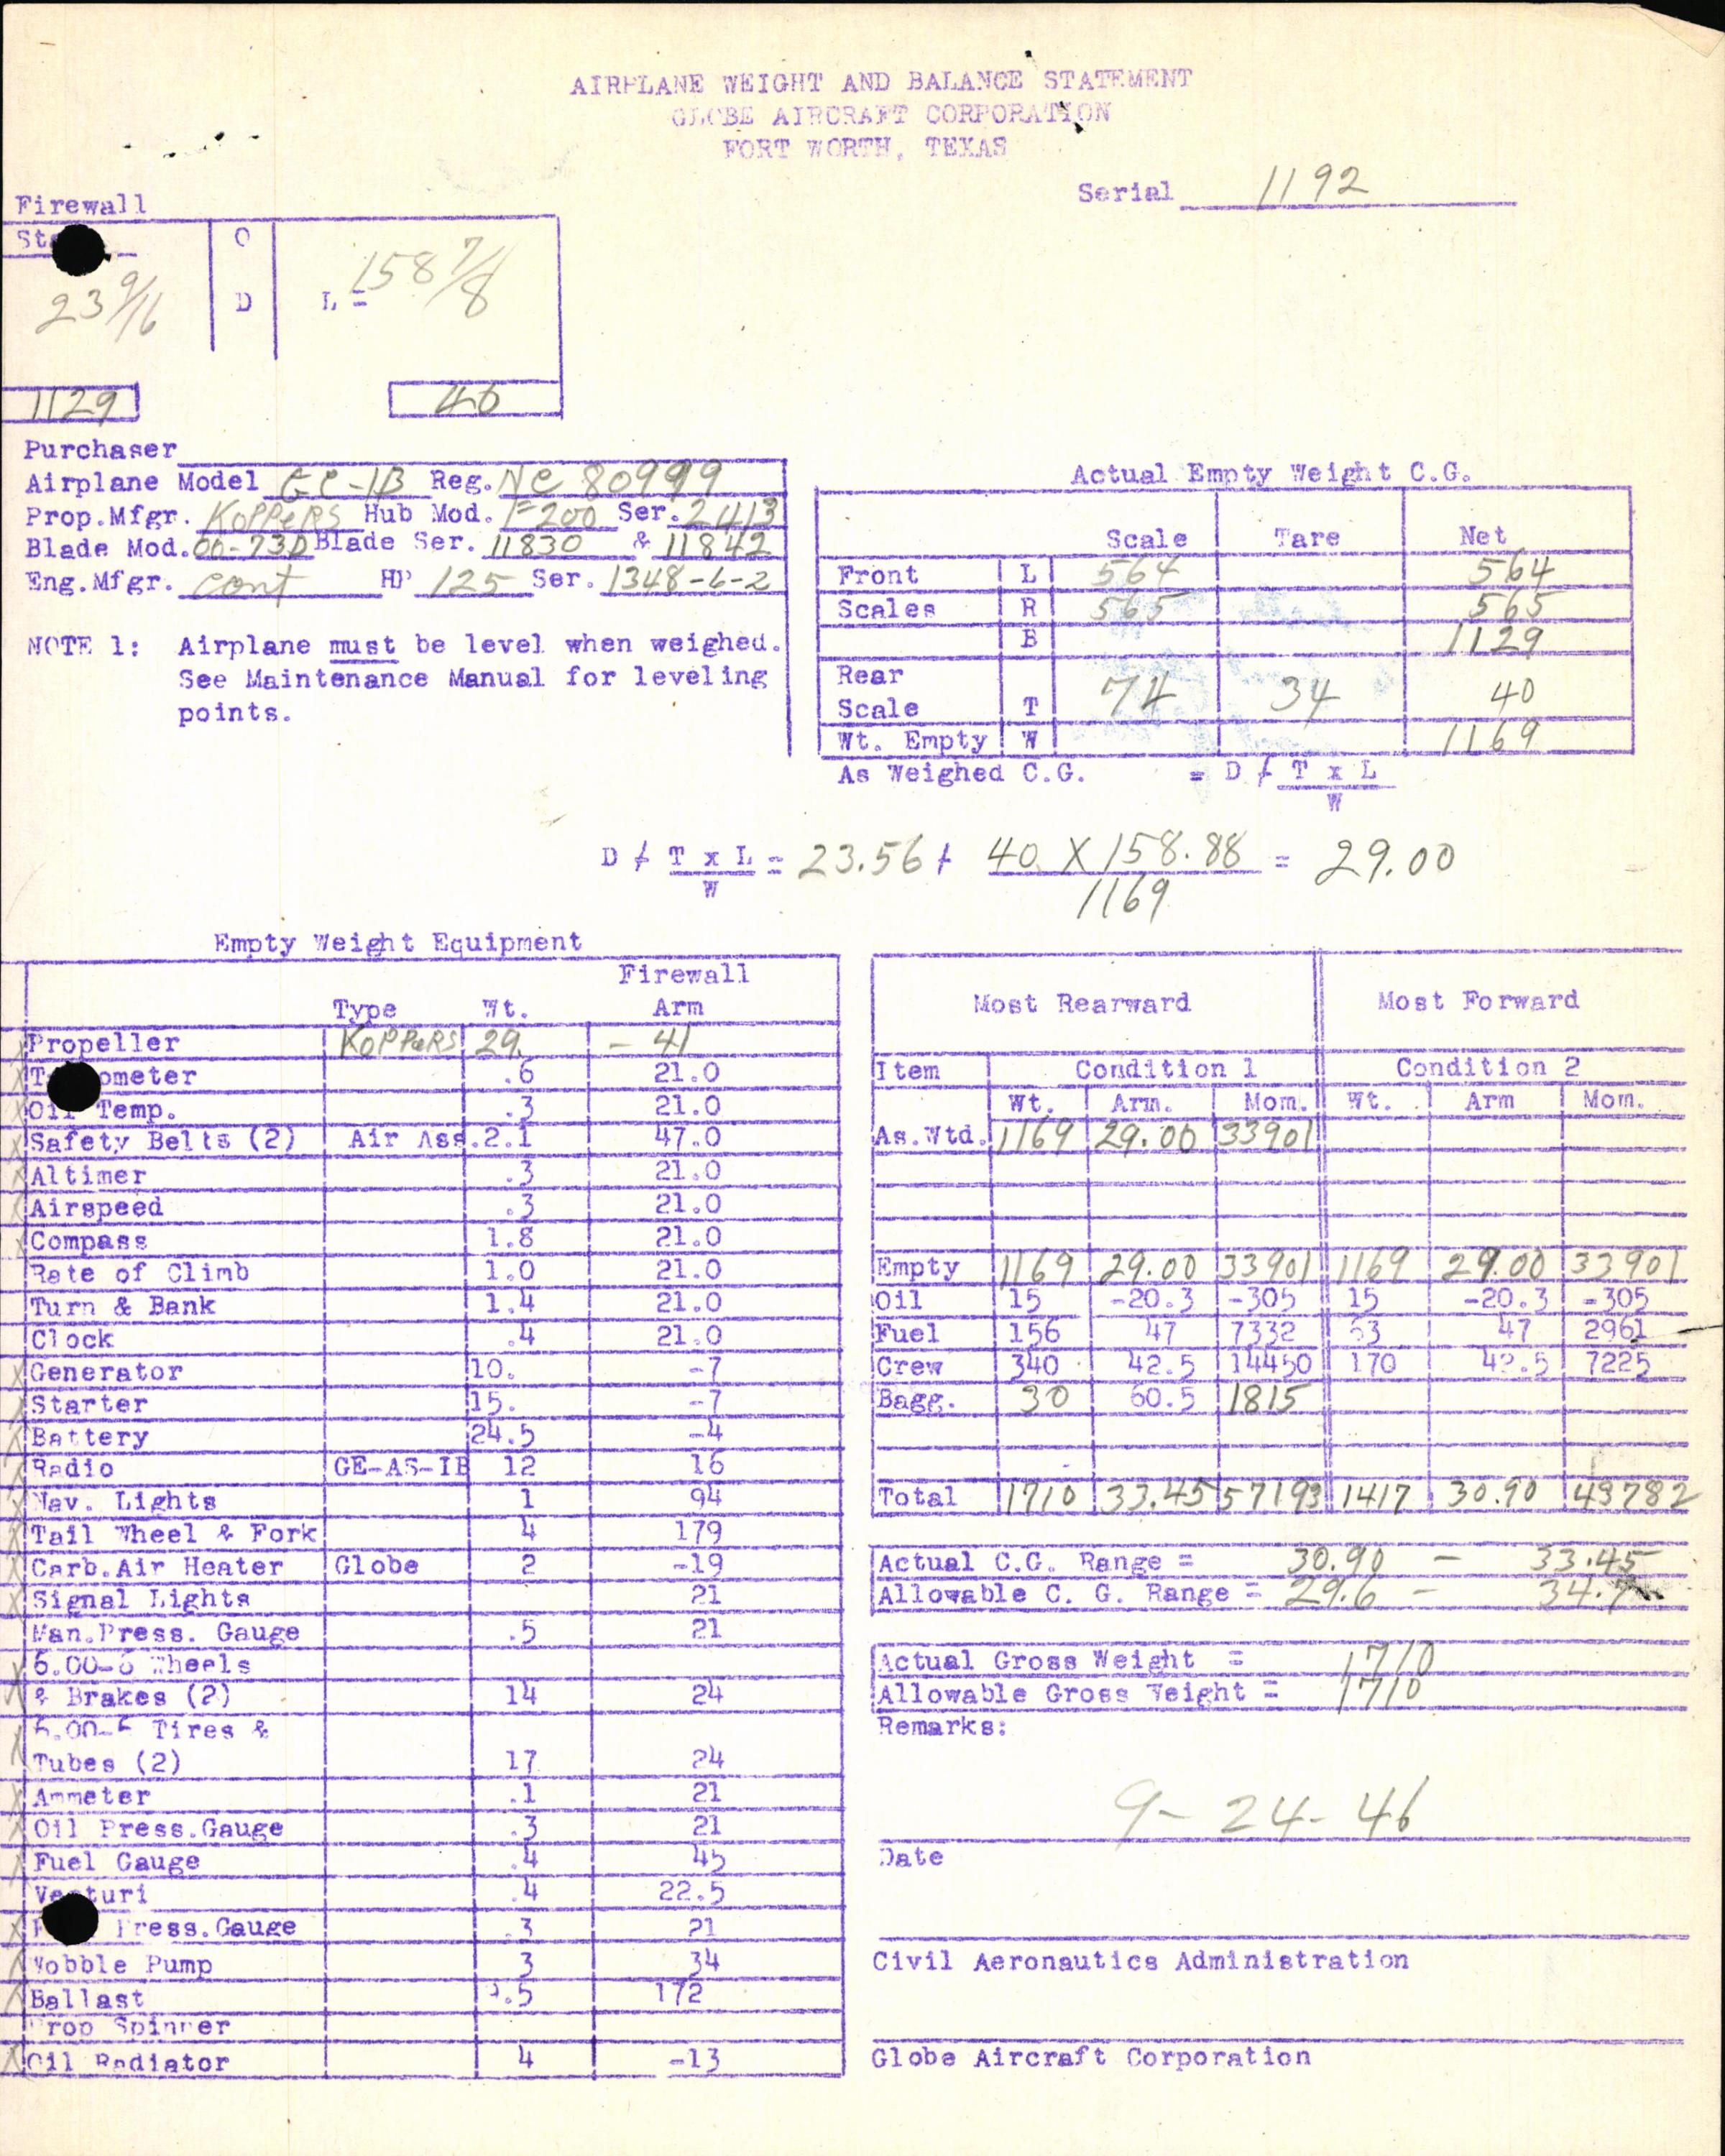 AIRPLANE WEIGHT AND BALANCE STATEMENT
GLOBE AIRCRAFT CORPORATION
FORT WORTH, TEXAS
Serial 1192
Firewall
O
23 9/16 D L = 158 7/8
1129 40
Purchaser
Airplane Model GC-1B Reg. NC 80999
Prop.Mfgr. KOPPERS Hub Mod. F-200 Ser. 2413
Blade Mod. 00-73D Blade Ser. 11830 & 11842
Eng.Mfgr. Cont HP 125 Ser. 1348-6-2
NOTE 1: Airplane must be level when weighed.
See Maintenance Manual for leveling
points.
Actual Empty Weight C.G.
Scale Tare Net
Front L 564 564
Scales R 565 565
B 1129
Rear
Scale T 74 34 40
Wt. Empty W 1169
As Weighed C.G. = D / T x L
W
D / T x L = 23.56 + 40 X 158.88 = 29.00
W 1169
Empty Weight Equipment
Firewall
Type Wt. Arm
Propeller KOPPERS 29. - 41
.6 21.0
Oil Temp. .3 21.0
Safety Belts (2) Air Ass. 2.1 47.0
Altimer .3 21.0
Airspeed .3 21.0
Compass 1.8 21.0
Rate of Climb 1.0 21.0
Turn & Bank 1.4 21.0
Clock .4 21.0
Generator 10. -7
Starter 15. -7
Battery 24.5 -4
Radio GE-AS-IB 12 16
Nav. Lights 1 94
Tail Wheel & Fork 4 179
Carb.Air Heater Globe 2 -19
Signal Lights 21
Man.Press. Gauge .5 21
6.00-6 Wheels
& Brakes (2) 14 24
6.00-6 Tires &
Tubes (2) 17 24
Ammeter .1 21
Oil Press.Gauge .3 21
Fuel Gauge .4 45
Venturi .4 22.5
Press.Gauge .3 21
Wobble Pump 3 34
Ballast 172
Prop Spinner
Oil Radiator 4 -13
Most Rearward Most Forward
Item Condition 1 Condition 2
Wt. Arm. Mom. Wt. Arm Mom.
As.Wtd. 1169 29.00 33901
Empty 1169 29.00 33901 1169 29.00 33901
Oil 15 -20.3 -305 15 -20.3 -305
Fuel 156 47 7332 63 47 2961
Crew 340 42.5 14450 170 42.5 7225
Bagg. 30 60.5 1815
Total 1710 33.45 57193 1417 30.90 43782
Actual C.G. Range = 30.90 - 33.45
Allowable C. G. Range = 29.6 -
Actual Gross Weight = 1710
Allowable Gross Weight = 1710
Remarks:
9-24-46
Date
Civil Aeronautics Administration
Globe Aircraft Corporation